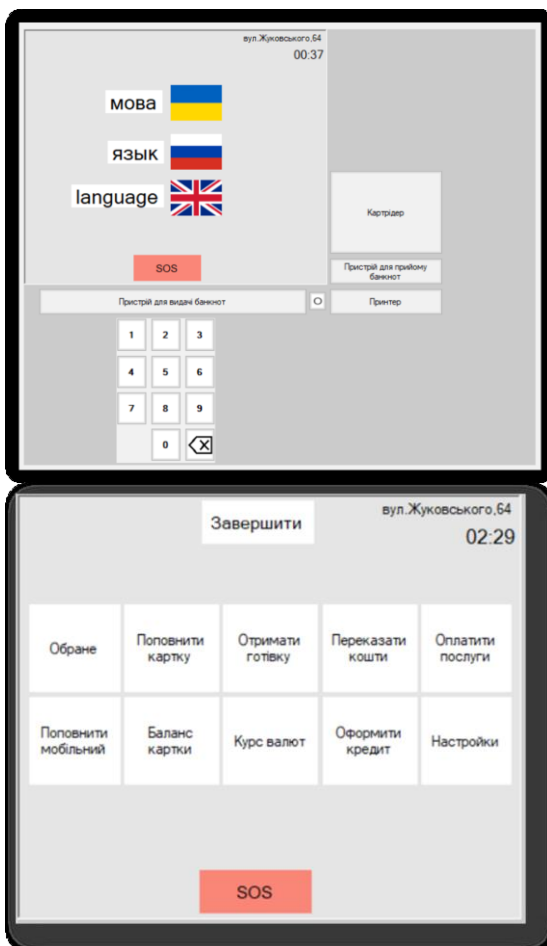 вул.Жуковського,64
00:37
мова
язык
language
SOS
Картрідер
Пристрій для прийому
банкнот
Пристрій для видачі банкнот
O
Принтер
1 2 3
4 5 6
7 8 9
0
Завершити
вул.Жуковського,64
02:29
Обране
Поповнити
картку
Отримати
готівку
Переказати
кошти
Оплатити
послуги
Поповнити
мобільний
Баланс
картки
Курс валют
Оформити
кредит
Настройки
SOS